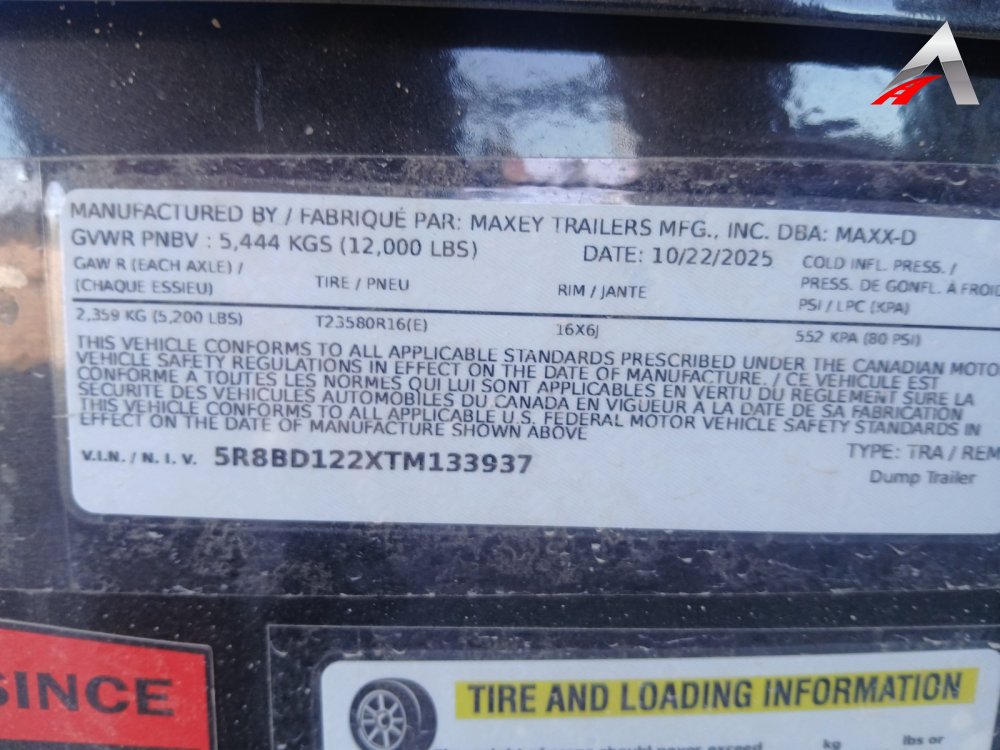 MANUFACTURED BY / FABRIQUÉ PAR: MAXEY TRAILERS MFG., INC. DBA: MAXX-D
GVWR PNBV : 5,444 KGS (12,000 LBS) DATE: 10/22/2025
GAW R (EACH AXLE) / (CHAQUE ESSIEU) TIRE / PNEU RIM / JANTE COLD INFL. PRESS. / PRESS. DE GONFL. À FROID PSI / LPC (KPA)
2,359 KG (5,200 LBS) T23580R16(E) 16X6J 552 KPA (80 PSI)
THIS VEHICLE CONFORMS TO ALL APPLICABLE STANDARDS PRESCRIBED UNDER THE CANADIAN MOTO
VEHICLE SAFETY REGULATIONS IN EFFECT ON THE DATE OF MANUFACTURE. / CE VEHICULE EST
CONFORME A TOUTES LES NORMES QUI LUI SONT APPLICABLES EN VERTU DU REGLEMENT SURE LA
SECURITE DES VEHICULES AUTOMOBILES DU CANADA EN VIGUEUR À LA DATE DE SA FABRICATION
THIS VEHICLE CONFORMS TO ALL APPLICABLE U.S. FEDERAL MOTOR VEHICLE SAFETY STANDARDS IN
EFFECT ON THE DATE OF MANUFACTURE SHOWN ABOVE
V.I.N. / N. I. V. 5R8BD122XTM133937 TYPE: TRA / REM
Dump Trailer
SINCE
TIRE AND LOADING INFORMATION
should never exceed kg lbs or